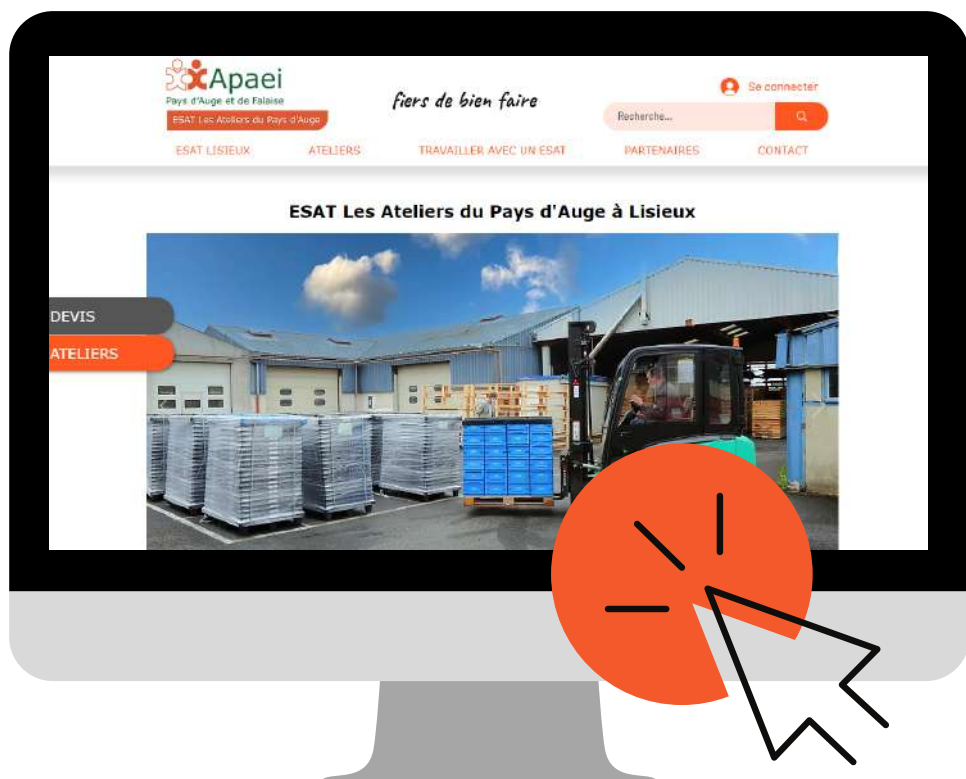 Apaei
Pays d'Auge et de Falaise
ESAT Les Ateliers du Pays d'Auge
fiers de bien faire
Se connecter
Recherche...
ESAT LISIEUX
ATELIERS
TRAVAILLER AVEC UN ESAT
PARTENAIRES
CONTACT
ESAT Les Ateliers du Pays d'Auge à Lisieux
DEVIS
ATELIERS